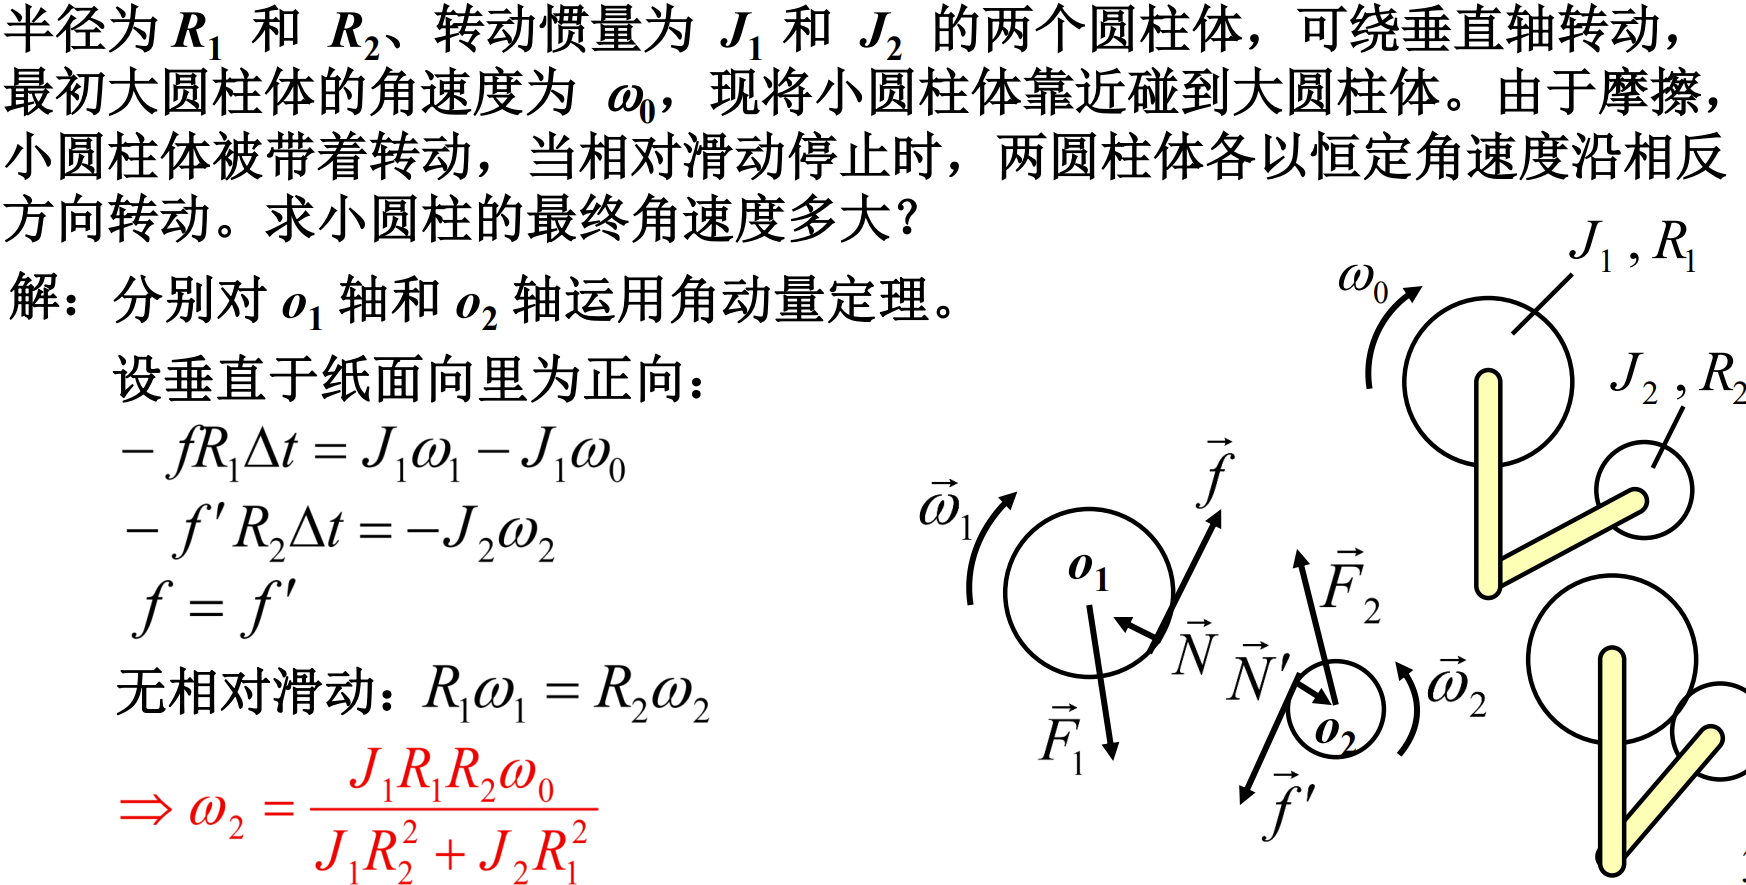 半径为 R₁ 和 R₂、转动惯量为 J₁ 和 J₂ 的两个圆柱体，可绕垂直轴转动，
最初大圆柱体的角速度为 ω₀，现将小圆柱体靠近碰到大圆柱体。由于摩擦，
小圆柱体被带着转动，当相对滑动停止时，两圆柱体各以恒定角速度沿相反
方向转动。求小圆柱的最终角速度多大？
解：分别对 o₁ 轴和 o₂ 轴运用角动量定理。
设垂直于纸面向里为正向：
− fR₁Δt = J₁ω₁ − J₁ω₀
− f′R₂Δt = −J₂ω₂
f = f′
无相对滑动：R₁ω₁ = R₂ω₂
⇒ ω₂ = J₁R₁R₂ω₀ / (J₁R₂² + J₂R₁²)
ω₀
J₁ , R₁
J₂ , R₂
ω⃗₁
o₁
f⃗
N⃗
F⃗₁
F⃗₂
N⃗′
o₂
ω⃗₂
f⃗′